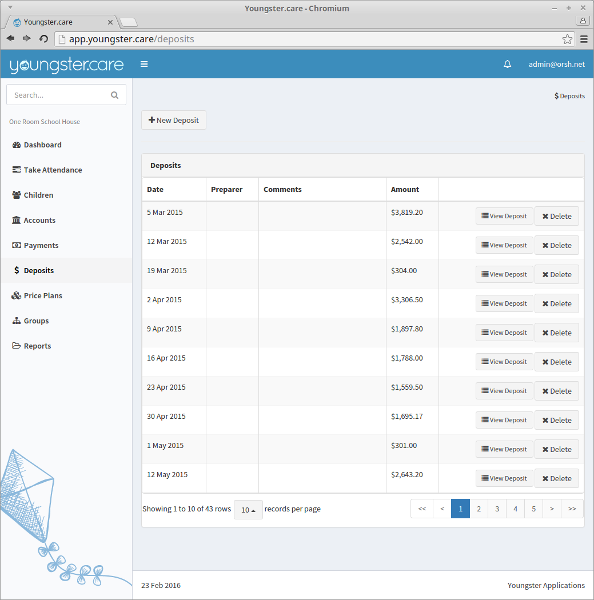 Youngster.care - Chromium
Youngster.care
app.youngster.care/deposits
youngster.care
admin@orsh.net
Search...
Deposits
One Room School House
New Deposit
Dashboard
Take Attendance
Children
Accounts
Payments
Deposits
Price Plans
Groups
Reports
Deposits
Date Preparer Comments Amount
5 Mar 2015 $3,819.20 View Deposit Delete
12 Mar 2015 $2,542.00 View Deposit Delete
19 Mar 2015 $304.00 View Deposit Delete
2 Apr 2015 $3,306.50 View Deposit Delete
9 Apr 2015 $1,897.80 View Deposit Delete
16 Apr 2015 $1,788.00 View Deposit Delete
23 Apr 2015 $1,559.50 View Deposit Delete
30 Apr 2015 $1,695.17 View Deposit Delete
1 May 2015 $301.00 View Deposit Delete
12 May 2015 $2,643.20 View Deposit Delete
Showing 1 to 10 of 43 rows 10 records per page << < 1 2 3 4 5 > >>
23 Feb 2016 Youngster Applications